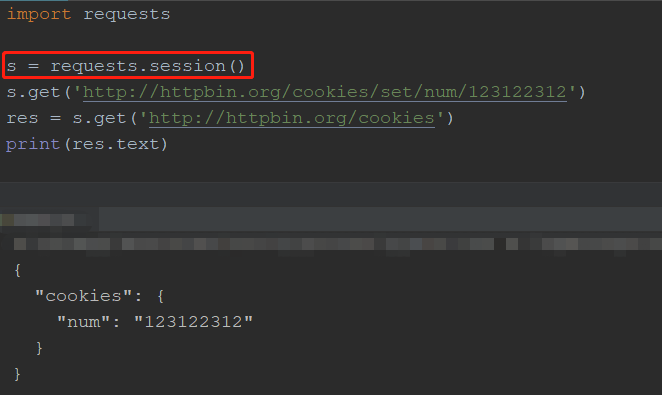 import requests
s = requests.session()
s.get('http://httpbin.org/cookies/set/num/123122312')
res = s.get('http://httpbin.org/cookies')
print(res.text)
{
"cookies": {
"num": "123122312"
}
}